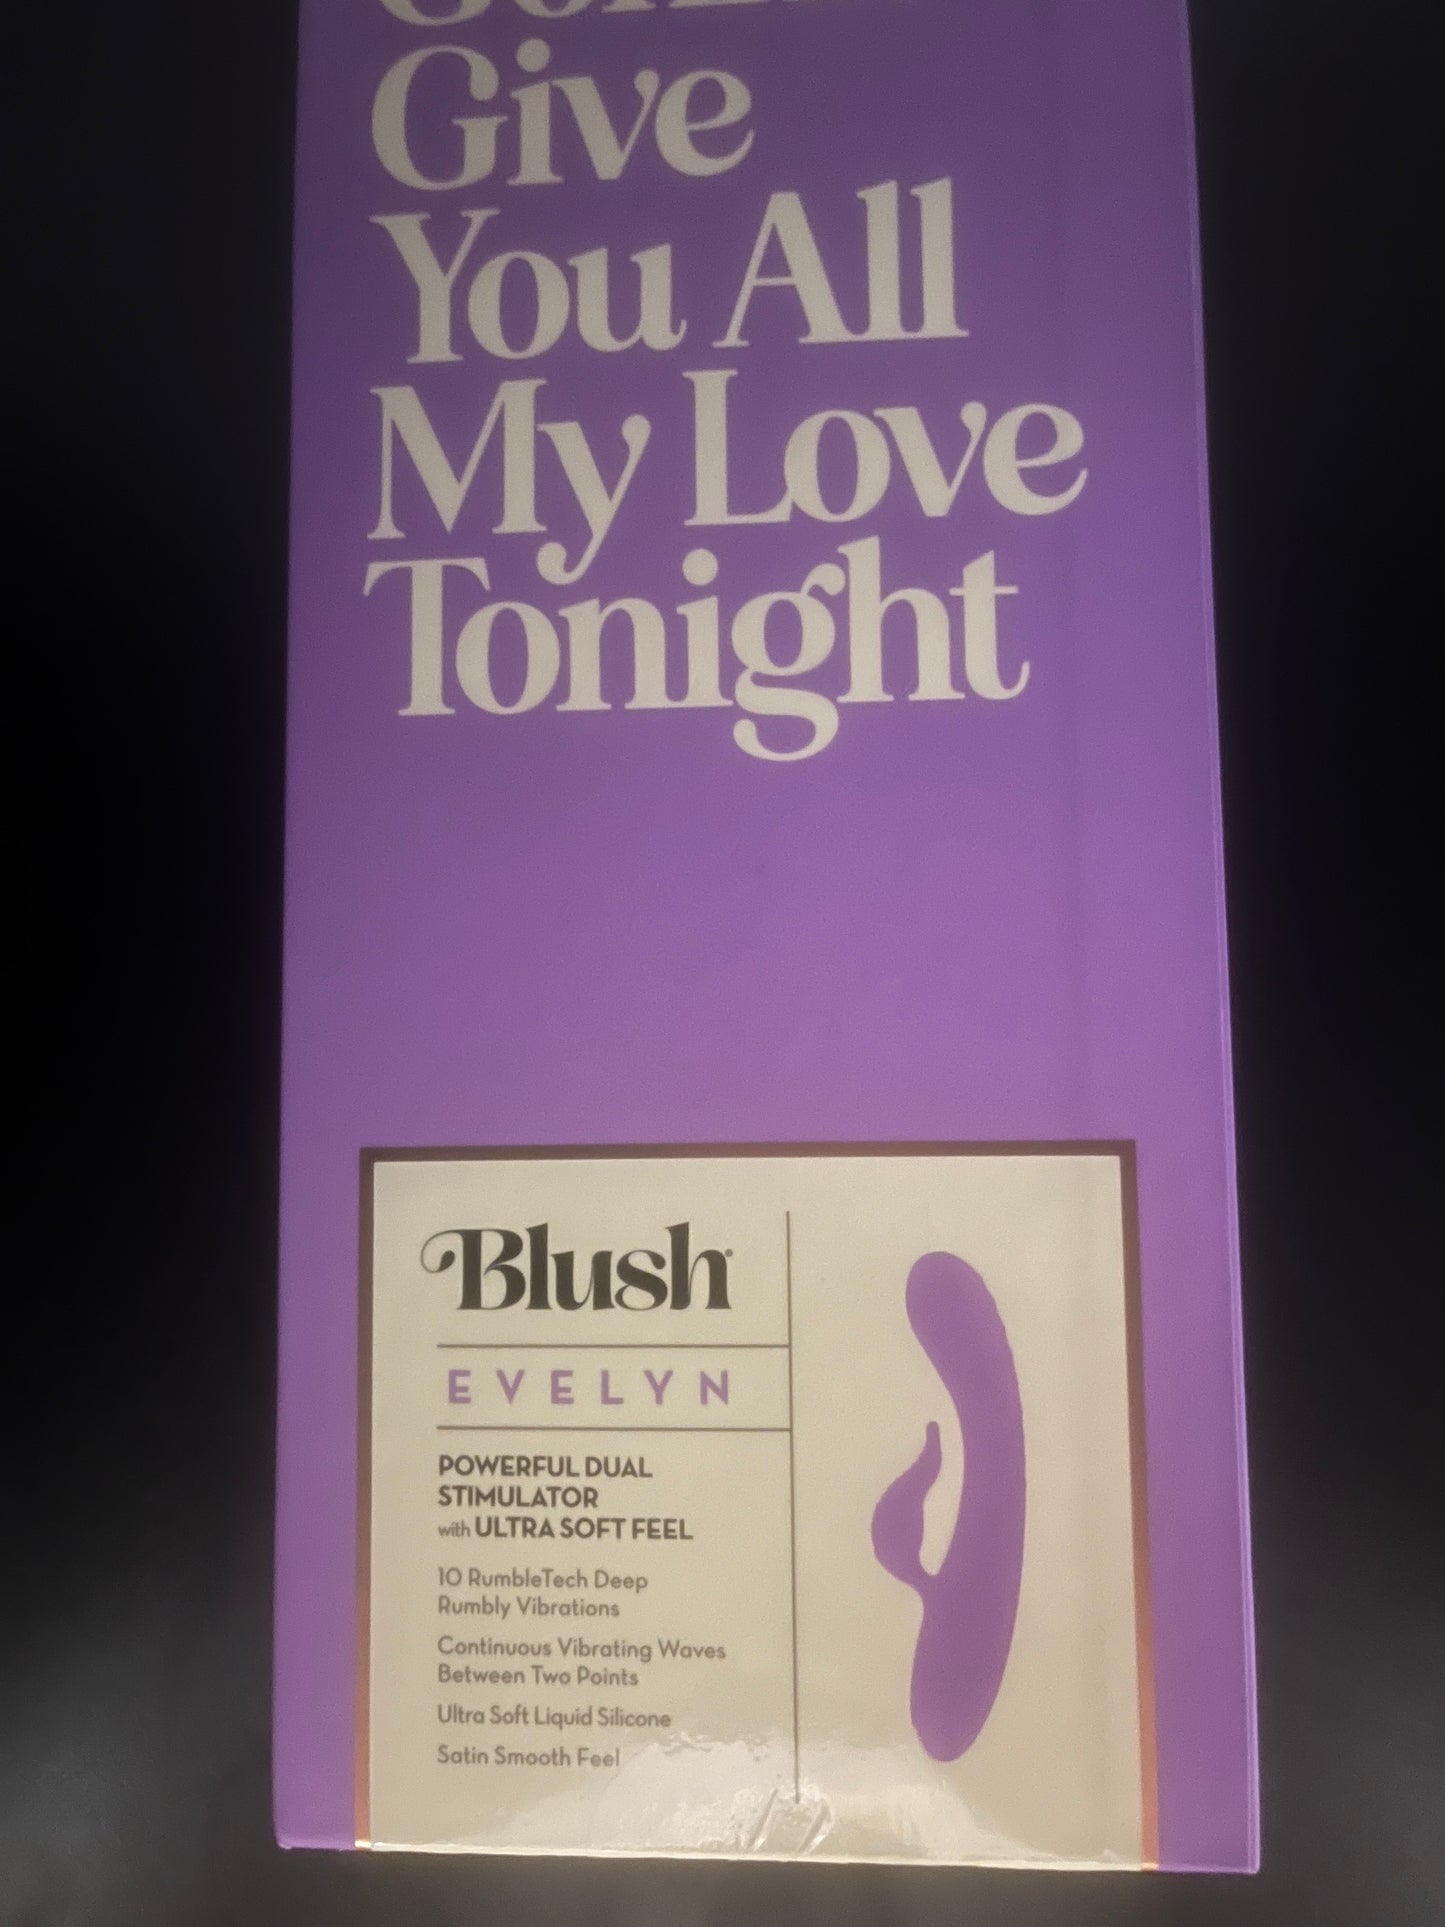 Give
You All
My Love
Tonight
Blush
EVELYN
POWERFUL DUAL
STIMULATOR
with ULTRA SOFT FEEL
10 RumbleTech Deep
Rumbly Vibrations
Continuous Vibrating Waves
Between Two Points
Ultra Soft Liquid Silicone
Satin Smooth Feel